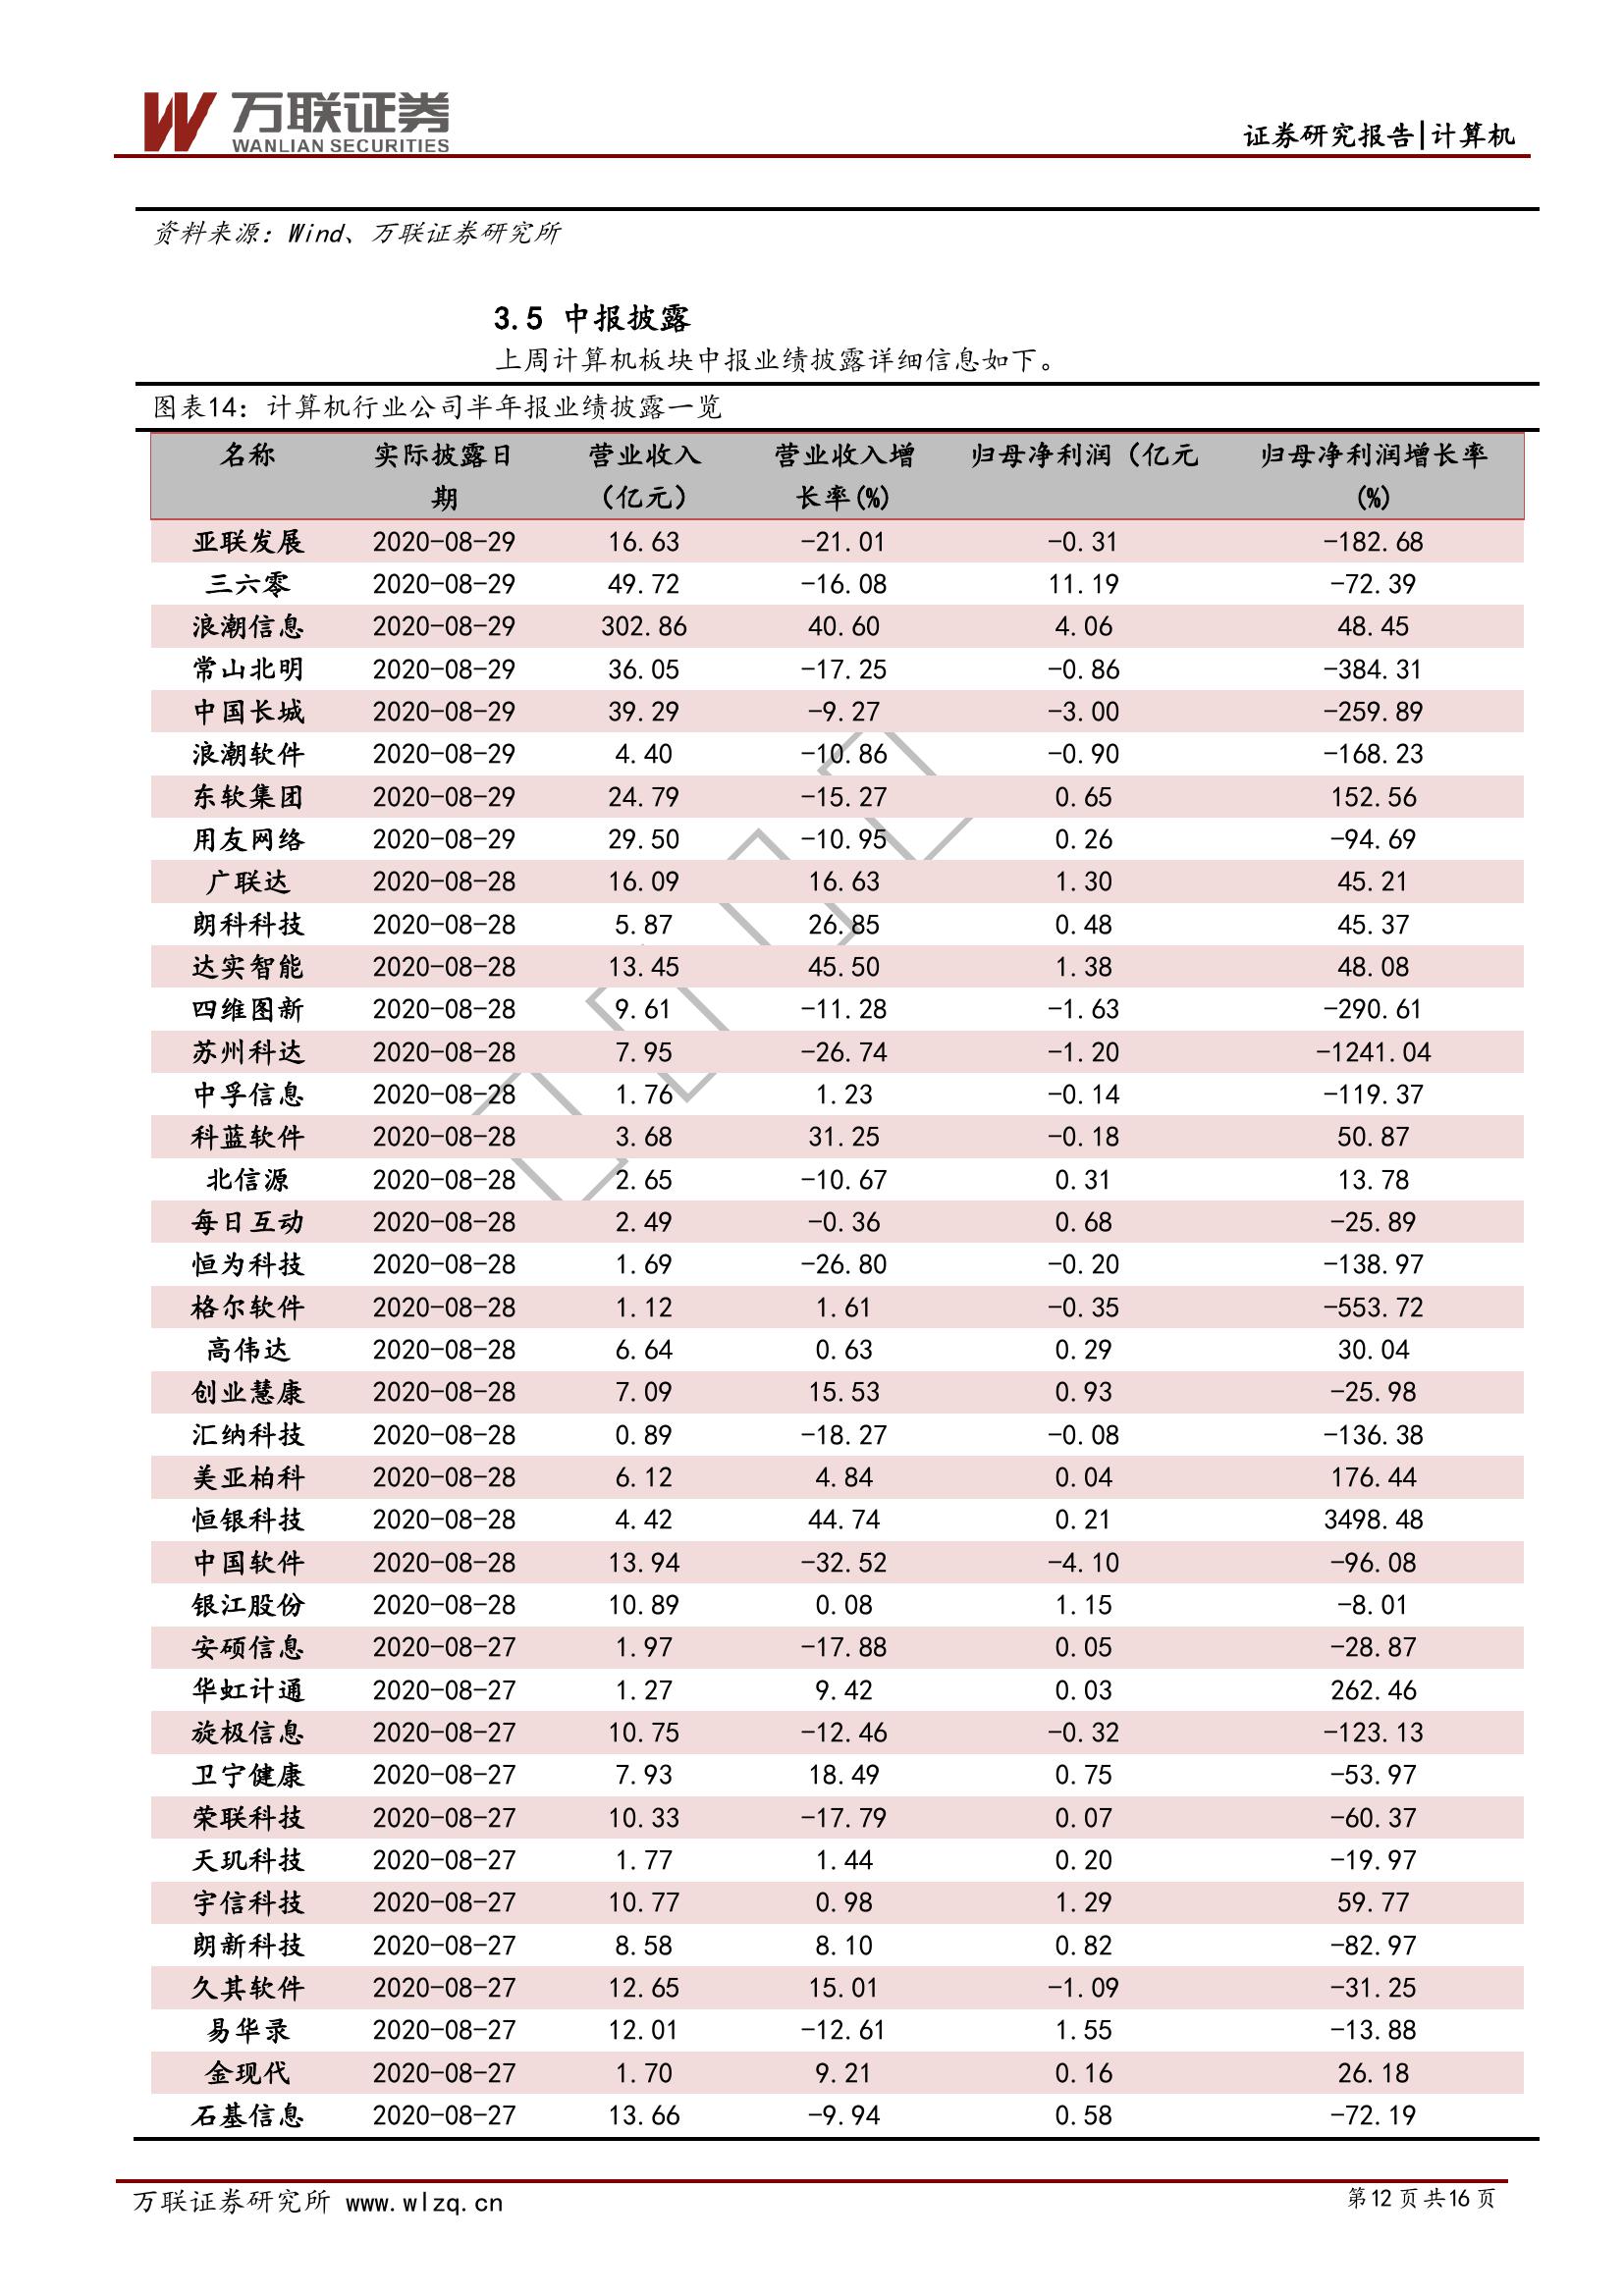 万联证券
WANLIAN SECURITIES
证券研究报告|计算机
资料来源：Wind、万联证券研究所
3.5 中报披露
上周计算机板块中报业绩披露详细信息如下。
图表14：计算机行业公司半年报业绩披露一览
名称 实际披露日 营业收入 营业收入增 归母净利润（亿元 归母净利润增长率
期 （亿元） 长率(%) (%)
亚联发展 2020-08-29 16.63 -21.01 -0.31 -182.68
三六零 2020-08-29 49.72 -16.08 11.19 -72.39
浪潮信息 2020-08-29 302.86 40.60 4.06 48.45
常山北明 2020-08-29 36.05 -17.25 -0.86 -384.31
中国长城 2020-08-29 39.29 -9.27 -3.00 -259.89
浪潮软件 2020-08-29 4.40 -10.86 -0.90 -168.23
东软集团 2020-08-29 24.79 -15.27 0.65 152.56
用友网络 2020-08-29 29.50 -10.95 0.26 -94.69
广联达 2020-08-28 16.09 16.63 1.30 45.21
朗科科技 2020-08-28 5.87 26.85 0.48 45.37
达实智能 2020-08-28 13.45 45.50 1.38 48.08
四维图新 2020-08-28 9.61 -11.28 -1.63 -290.61
苏州科达 2020-08-28 7.95 -26.74 -1.20 -1241.04
中孚信息 2020-08-28 1.76 1.23 -0.14 -119.37
科蓝软件 2020-08-28 3.68 31.25 -0.18 50.87
北信源 2020-08-28 2.65 -10.67 0.31 13.78
每日互动 2020-08-28 2.49 -0.36 0.68 -25.89
恒为科技 2020-08-28 1.69 -26.80 -0.20 -138.97
格尔软件 2020-08-28 1.12 1.61 -0.35 -553.72
高伟达 2020-08-28 6.64 0.63 0.29 30.04
创业慧康 2020-08-28 7.09 15.53 0.93 -25.98
汇纳科技 2020-08-28 0.89 -18.27 -0.08 -136.38
美亚柏科 2020-08-28 6.12 4.84 0.04 176.44
恒银科技 2020-08-28 4.42 44.74 0.21 3498.48
中国软件 2020-08-28 13.94 -32.52 -4.10 -96.08
银江股份 2020-08-28 10.89 0.08 1.15 -8.01
安硕信息 2020-08-27 1.97 -17.88 0.05 -28.87
华虹计通 2020-08-27 1.27 9.42 0.03 262.46
旋极信息 2020-08-27 10.75 -12.46 -0.32 -123.13
卫宁健康 2020-08-27 7.93 18.49 0.75 -53.97
荣联科技 2020-08-27 10.33 -17.79 0.07 -60.37
天玑科技 2020-08-27 1.77 1.44 0.20 -19.97
宇信科技 2020-08-27 10.77 0.98 1.29 59.77
朗新科技 2020-08-27 8.58 8.10 0.82 -82.97
久其软件 2020-08-27 12.65 15.01 -1.09 -31.25
易华录 2020-08-27 12.01 -12.61 1.55 -13.88
金现代 2020-08-27 1.70 9.21 0.16 26.18
石基信息 2020-08-27 13.66 -9.94 0.58 -72.19
万联证券研究所 www.wlzq.cn
第12页共16页